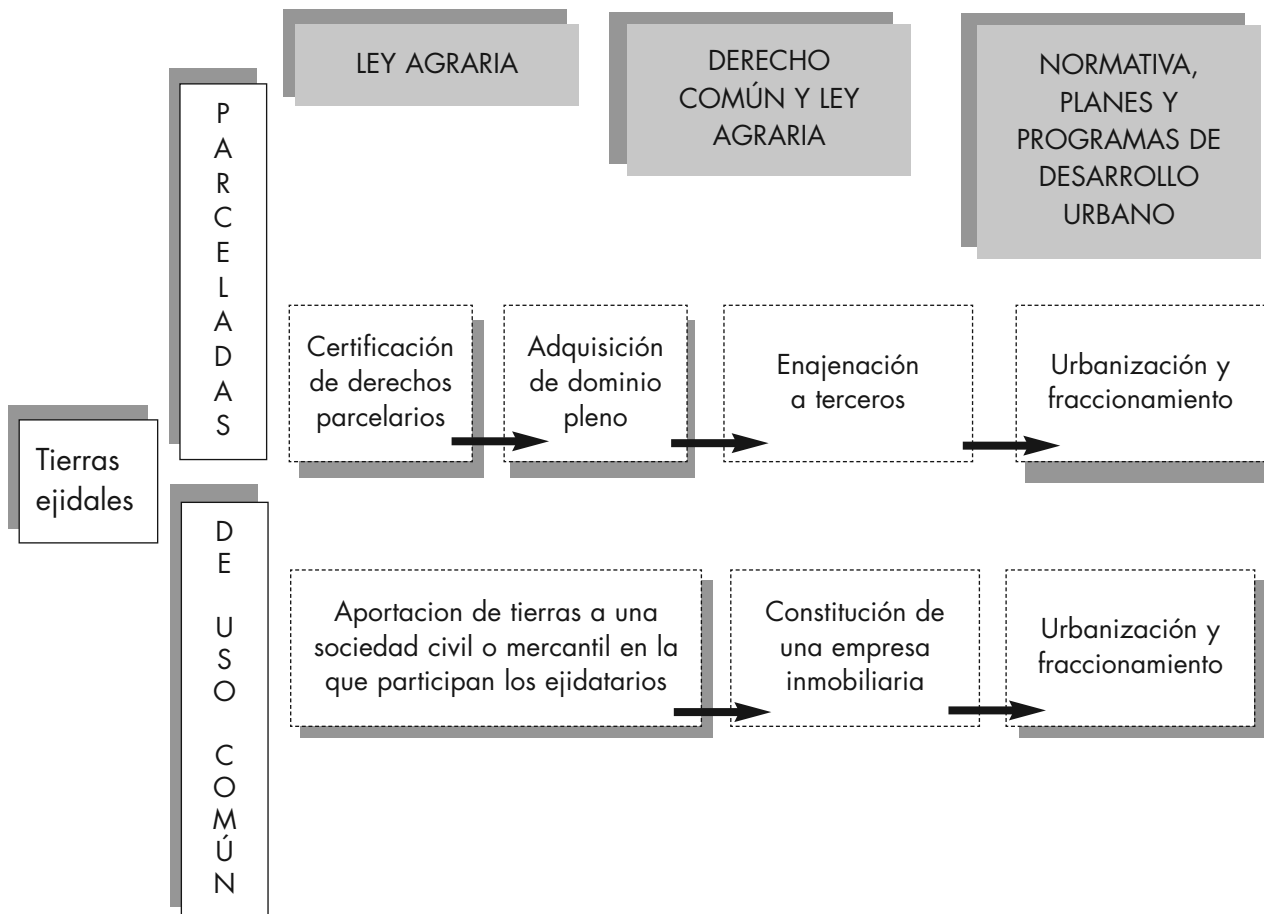 LEY AGRARIA
DERECHO
COMÚN Y LEY
AGRARIA
NORMATIVA,
PLANES Y
PROGRAMAS DE
DESARROLLO
URBANO
Tierras
ejidales
P
A
R
C
E
L
A
D
A
S
Certificación
de derechos
parcelarios
Adquisición
de dominio
pleno
Enajenación
a terceros
Urbanización y
fraccionamiento
D
E
U
S
O
C
O
M
Ú
N
Aportacion de tierras a una
sociedad civil o mercantil en la
que participan los ejidatarios
Constitución de
una empresa
inmobiliaria
Urbanización y
fraccionamiento